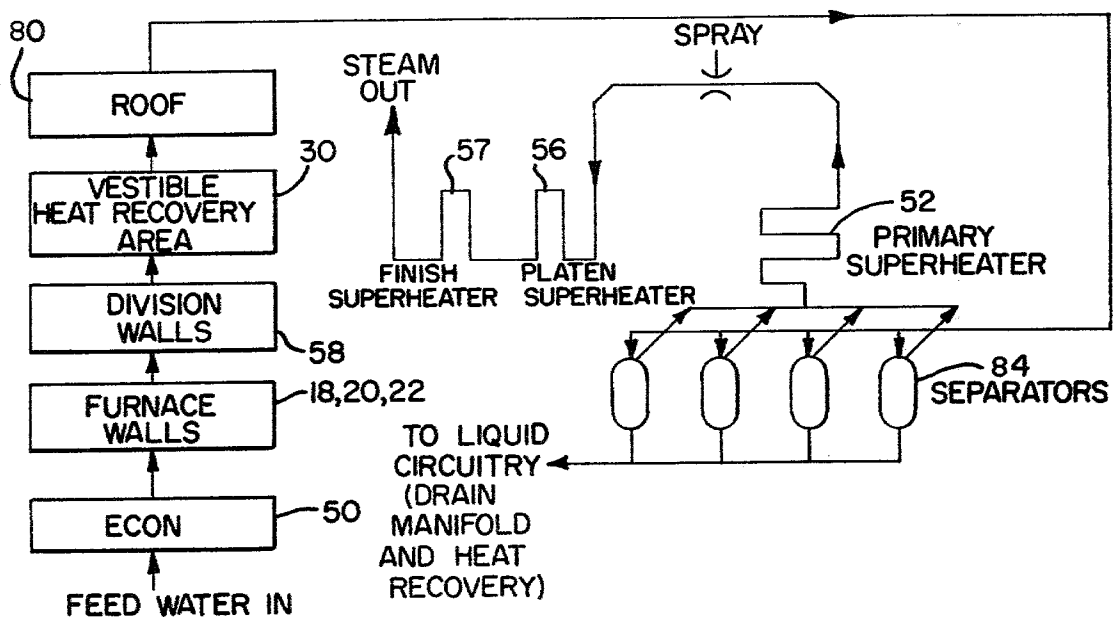 80
ROOF
30
VESTIBLE
HEAT RECOVERY
AREA
DIVISION
WALLS
58
FURNACE
WALLS
18,20,22
ECON
50
FEED WATER IN
STEAM
OUT
SPRAY
57
56
FINISH
SUPERHEATER
PLATEN
SUPERHEATER
52
PRIMARY
SUPERHEATER
84
SEPARATORS
TO LIQUID
CIRCUITRY
(DRAIN
MANIFOLD
AND HEAT
RECOVERY)